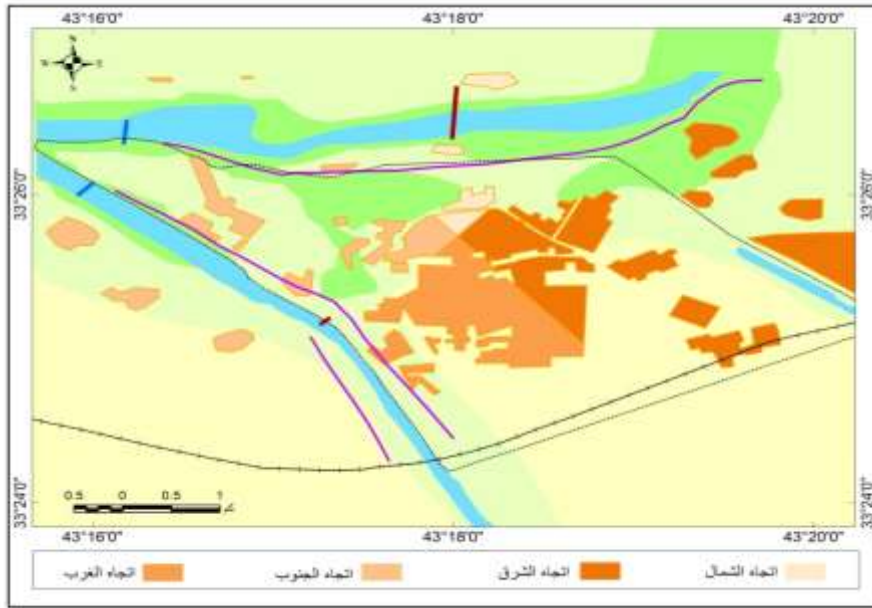 43°16'0" 43°18'0" 43°20'0"
N
W E
S
33°26'0" 33°26'0"
0.5 0 0.5 1
كم
33°24'0" 33°24'0"
43°16'0" 43°18'0" 43°20'0"
اتجاه الشمال اتجاه الشرق اتجاه الجنوب اتجاه الغرب